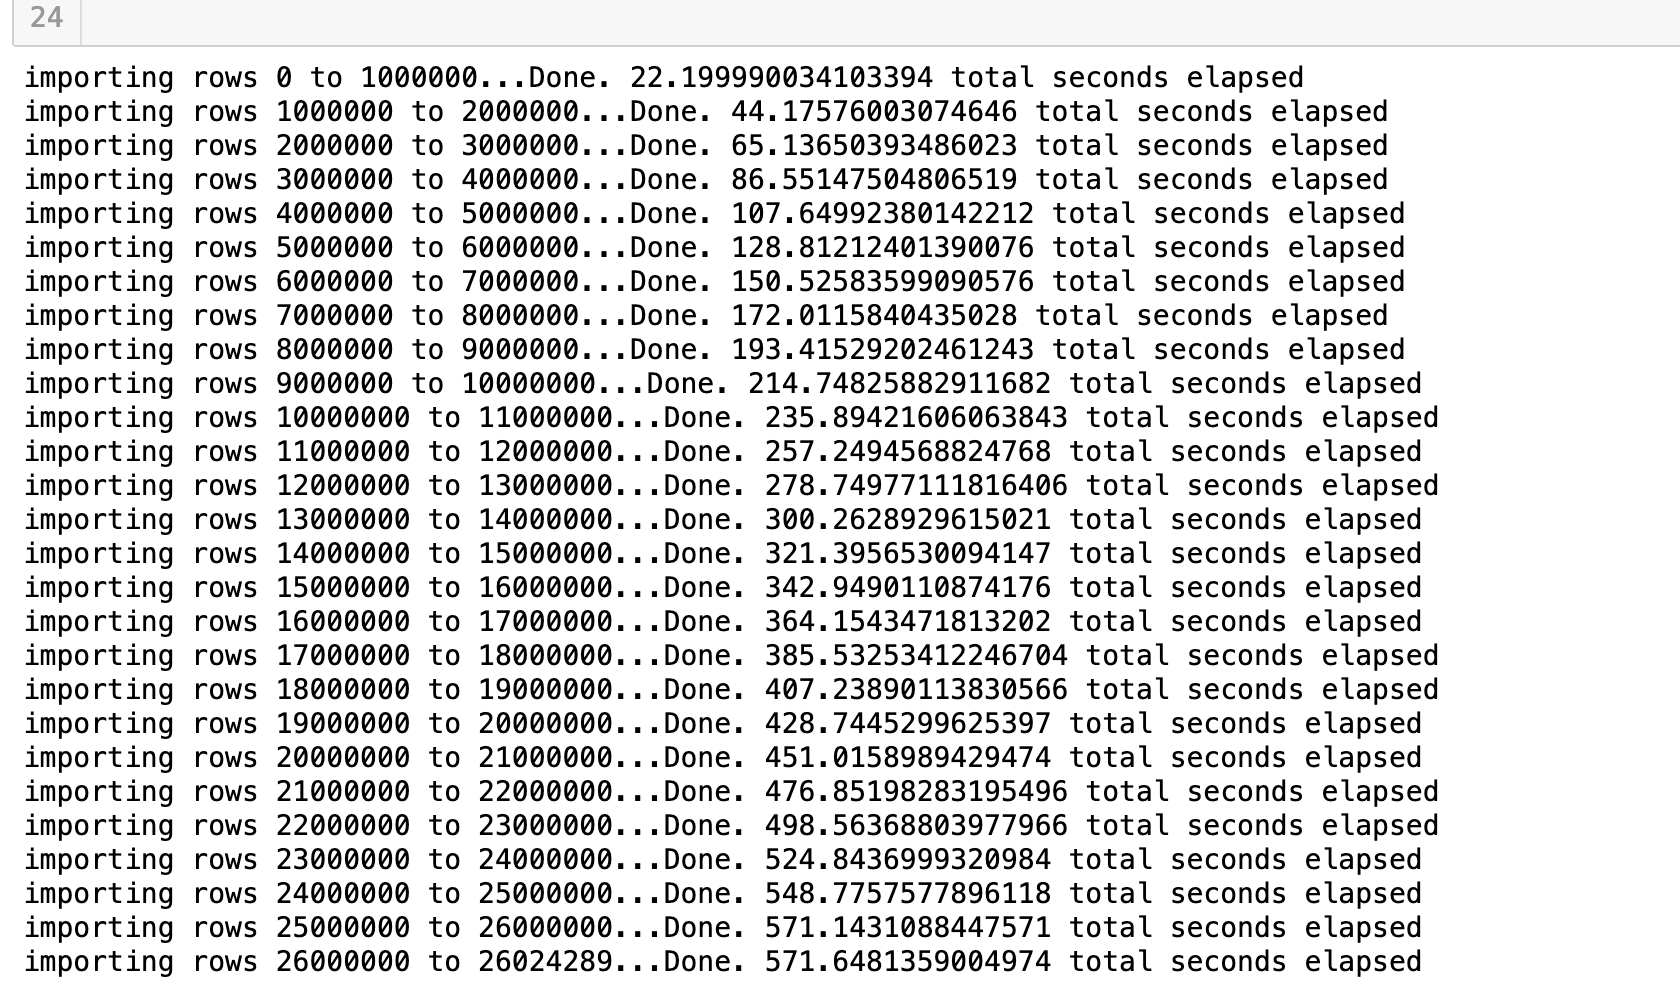 24
importing rows 0 to 1000000...Done. 22.199990034103394 total seconds elapsed
importing rows 1000000 to 2000000...Done. 44.17576003074646 total seconds elapsed
importing rows 2000000 to 3000000...Done. 65.13650393486023 total seconds elapsed
importing rows 3000000 to 4000000...Done. 86.55147504806519 total seconds elapsed
importing rows 4000000 to 5000000...Done. 107.64992380142212 total seconds elapsed
importing rows 5000000 to 6000000...Done. 128.81212401390076 total seconds elapsed
importing rows 6000000 to 7000000...Done. 150.52583599090576 total seconds elapsed
importing rows 7000000 to 8000000...Done. 172.0115840435028 total seconds elapsed
importing rows 8000000 to 9000000...Done. 193.41529202461243 total seconds elapsed
importing rows 9000000 to 10000000...Done. 214.74825882911682 total seconds elapsed
importing rows 10000000 to 11000000...Done. 235.89421606063843 total seconds elapsed
importing rows 11000000 to 12000000...Done. 257.2494568824768 total seconds elapsed
importing rows 12000000 to 13000000...Done. 278.74977111816406 total seconds elapsed
importing rows 13000000 to 14000000...Done. 300.2628929615021 total seconds elapsed
importing rows 14000000 to 15000000...Done. 321.3956530094147 total seconds elapsed
importing rows 15000000 to 16000000...Done. 342.9490110874176 total seconds elapsed
importing rows 16000000 to 17000000...Done. 364.1543471813202 total seconds elapsed
importing rows 17000000 to 18000000...Done. 385.53253412246704 total seconds elapsed
importing rows 18000000 to 19000000...Done. 407.23890113830566 total seconds elapsed
importing rows 19000000 to 20000000...Done. 428.7445299625397 total seconds elapsed
importing rows 20000000 to 21000000...Done. 451.0158989429474 total seconds elapsed
importing rows 21000000 to 22000000...Done. 476.85198283195496 total seconds elapsed
importing rows 22000000 to 23000000...Done. 498.56368803977966 total seconds elapsed
importing rows 23000000 to 24000000...Done. 524.8436999320984 total seconds elapsed
importing rows 24000000 to 25000000...Done. 548.7757577896118 total seconds elapsed
importing rows 25000000 to 26000000...Done. 571.1431088447571 total seconds elapsed
importing rows 26000000 to 26024289...Done. 571.6481359004974 total seconds elapsed